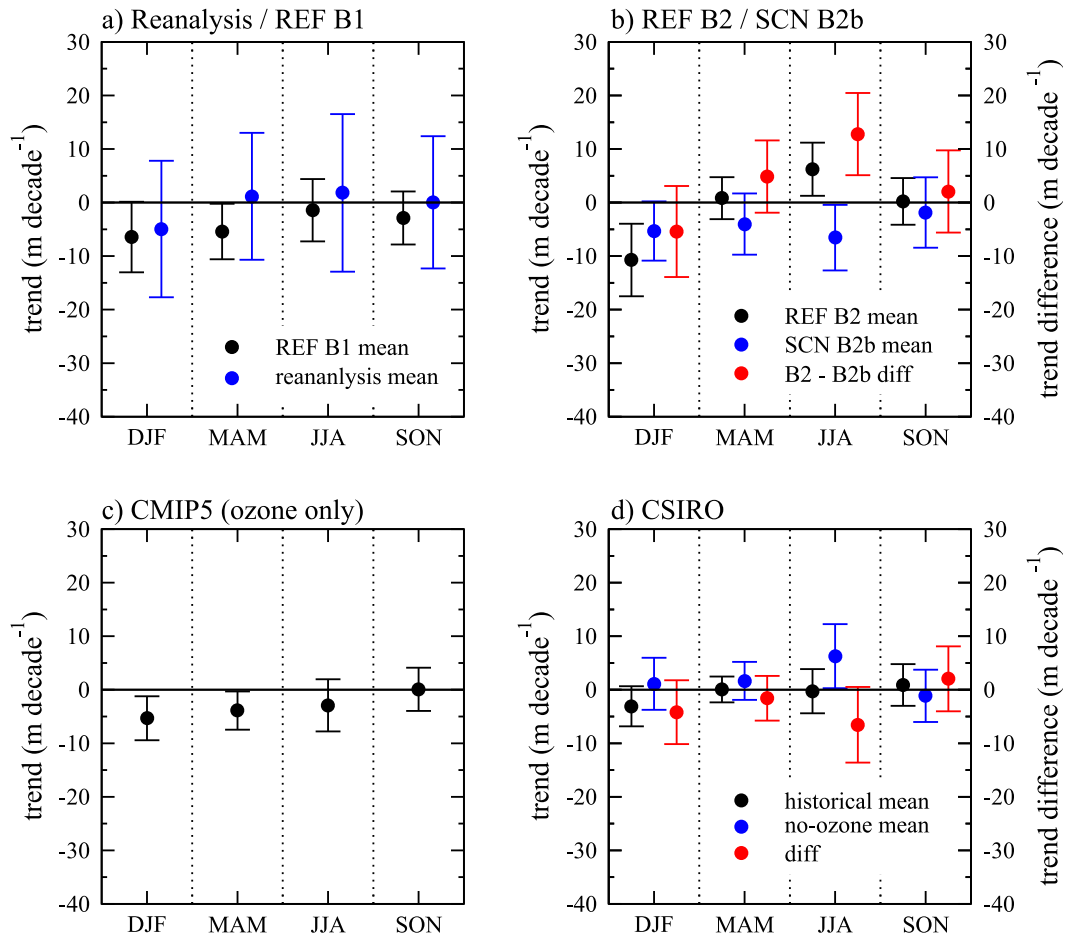 a) Reanalysis / REF B1
trend (m decade⁻¹)
30
20
10
0
-10
-20
-30
-40
DJF MAM JJA SON
REF B1 mean
reananlysis mean
b) REF B2 / SCN B2b
trend (m decade⁻¹)
30
20
10
0
-10
-20
-30
-40
DJF MAM JJA SON
REF B2 mean
SCN B2b mean
B2 - B2b diff
30
20
10
0
-10
-20
-30
-40
trend difference (m decade⁻¹)
c) CMIP5 (ozone only)
trend (m decade⁻¹)
30
20
10
0
-10
-20
-30
-40
DJF MAM JJA SON
d) CSIRO
trend (m decade⁻¹)
30
20
10
0
-10
-20
-30
-40
DJF MAM JJA SON
historical mean
no-ozone mean
diff
30
20
10
0
-10
-20
-30
-40
trend difference (m decade⁻¹)